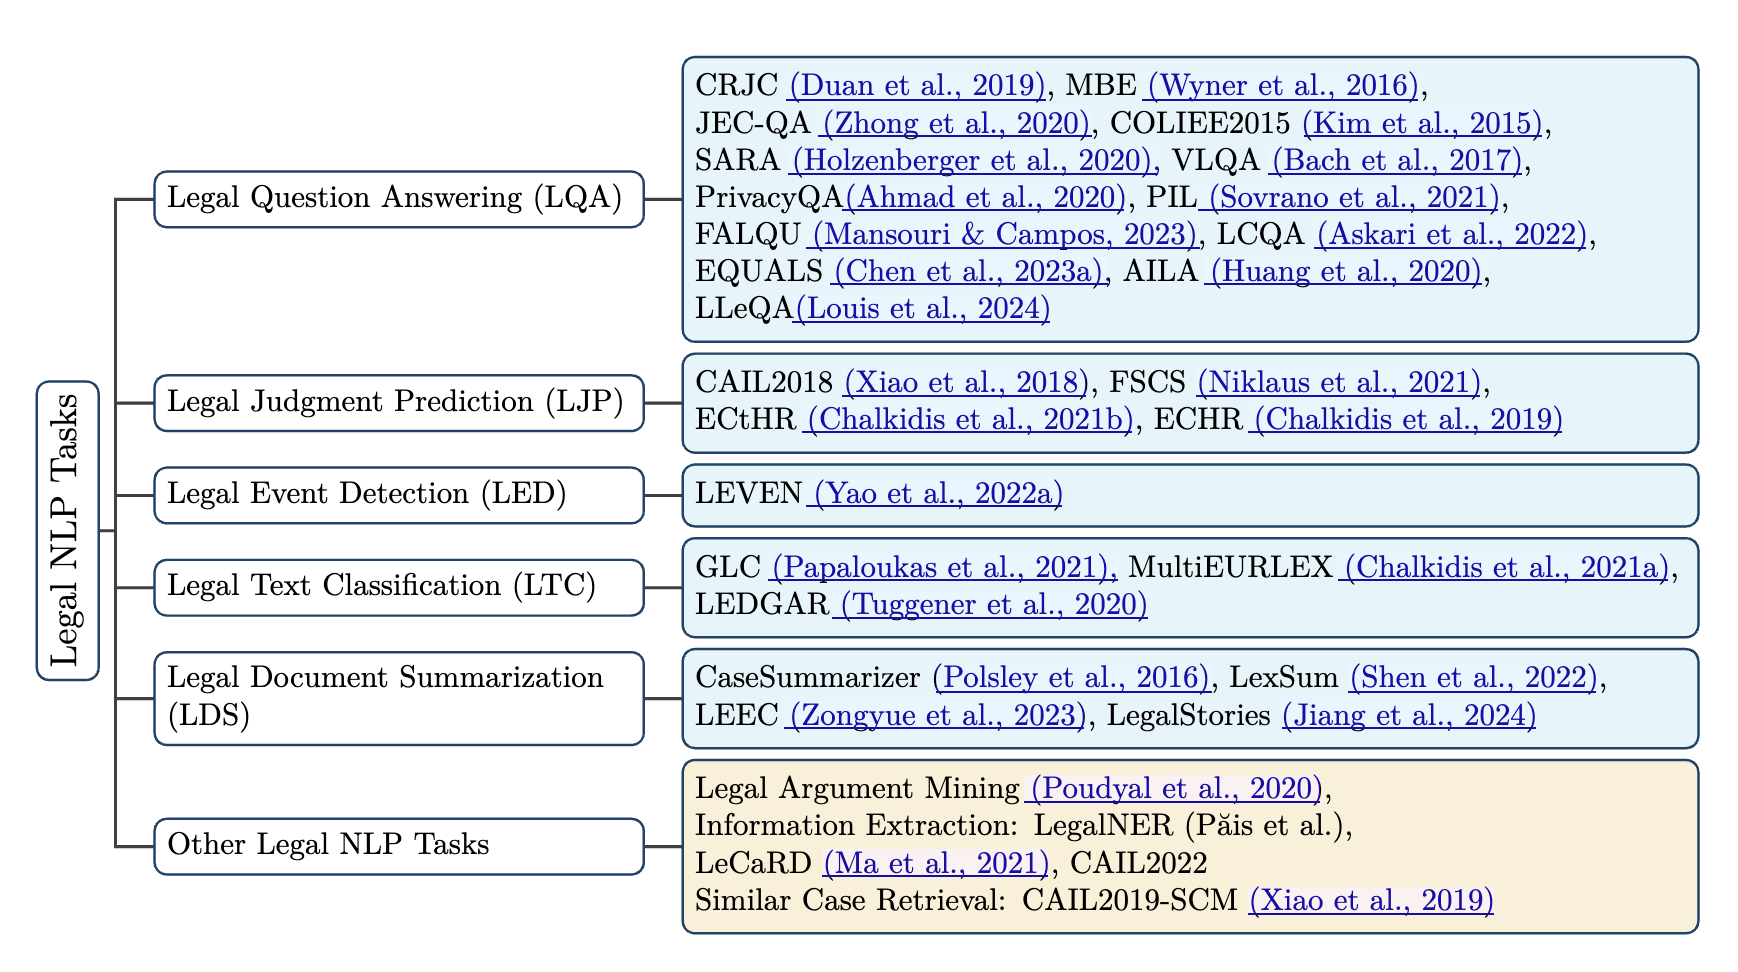 Legal NLP Tasks
Legal Question Answering (LQA)
CRJC (Duan et al., 2019), MBE (Wyner et al., 2016),
JEC-QA (Zhong et al., 2020), COLIEE2015 (Kim et al., 2015),
SARA (Holzenberger et al., 2020), VLQA (Bach et al., 2017),
PrivacyQA(Ahmad et al., 2020), PIL (Sovrano et al., 2021),
FALQU (Mansouri & Campos, 2023), LCQA (Askari et al., 2022),
EQUALS (Chen et al., 2023a), AILA (Huang et al., 2020),
LLeQA(Louis et al., 2024)
Legal Judgment Prediction (LJP)
CAIL2018 (Xiao et al., 2018), FSCS (Niklaus et al., 2021),
ECtHR (Chalkidis et al., 2021b), ECHR (Chalkidis et al., 2019)
Legal Event Detection (LED)
LEVEN (Yao et al., 2022a)
Legal Text Classification (LTC)
GLC (Papaloukas et al., 2021), MultiEURLEX (Chalkidis et al., 2021a),
LEDGAR (Tuggener et al., 2020)
Legal Document Summarization
(LDS)
CaseSummarizer (Polsley et al., 2016), LexSum (Shen et al., 2022),
LEEC (Zongyue et al., 2023), LegalStories (Jiang et al., 2024)
Other Legal NLP Tasks
Legal Argument Mining (Poudyal et al., 2020),
Information Extraction: LegalNER (Păis et al.),
LeCaRD (Ma et al., 2021), CAIL2022
Similar Case Retrieval: CAIL2019-SCM (Xiao et al., 2019)